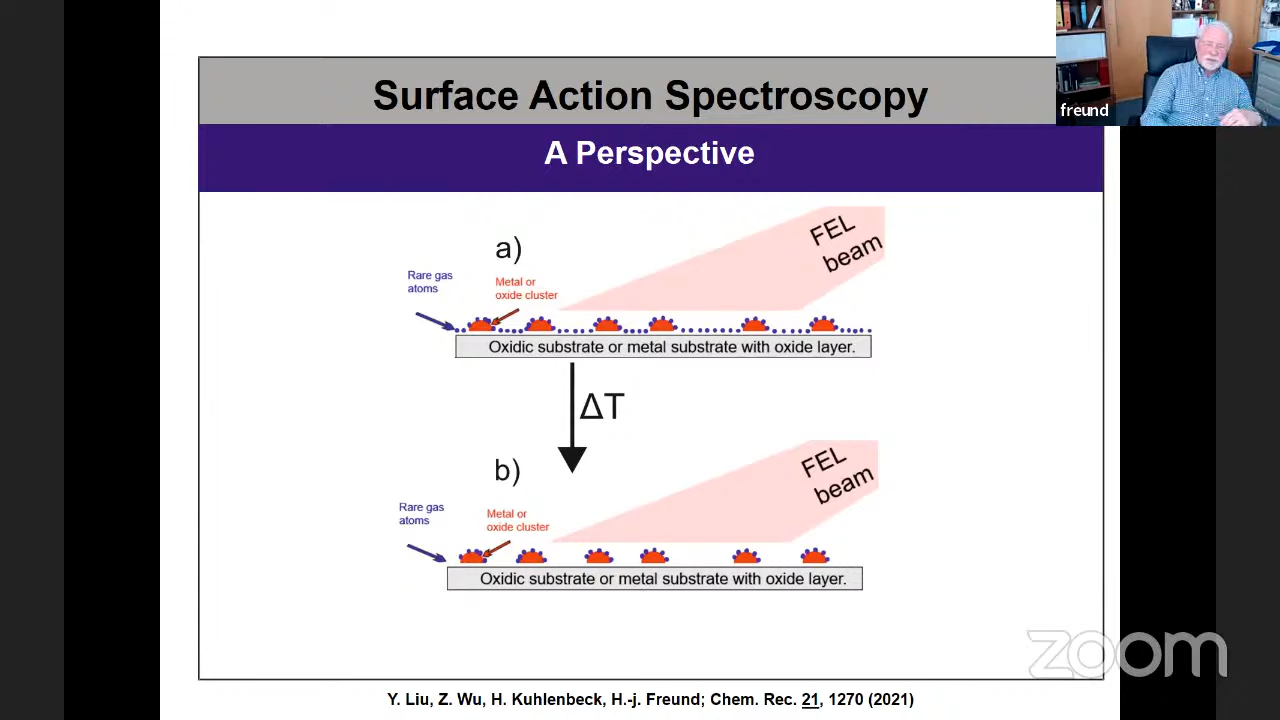 Surface Action Spectroscopy
freund
A Perspective
a)
FEL
beam
Rare gas
atoms
Metal or
oxide cluster
Oxidic substrate or metal substrate with oxide layer.
ΔT
b)
FEL
beam
Rare gas
atoms
Metal or
oxide cluster
Oxidic substrate or metal substrate with oxide layer.
zoom
Y. Liu, Z. Wu, H. Kuhlenbeck, H.-j. Freund; Chem. Rec. 21, 1270 (2021)